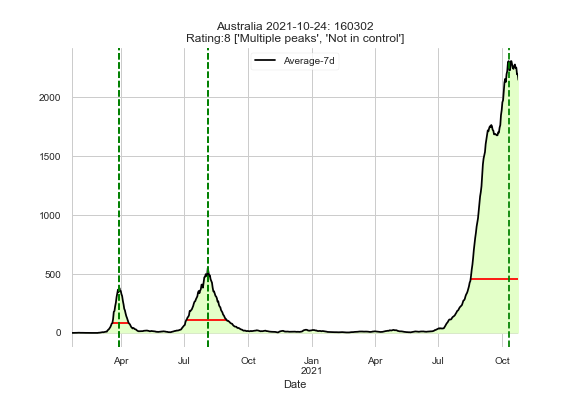 Australia 2021-10-24: 160302
Rating:8 ['Multiple peaks', 'Not in control']
Average-7d
2000
1500
1000
500
0
Apr Jul Oct Jan Apr Jul Oct
2021
Date